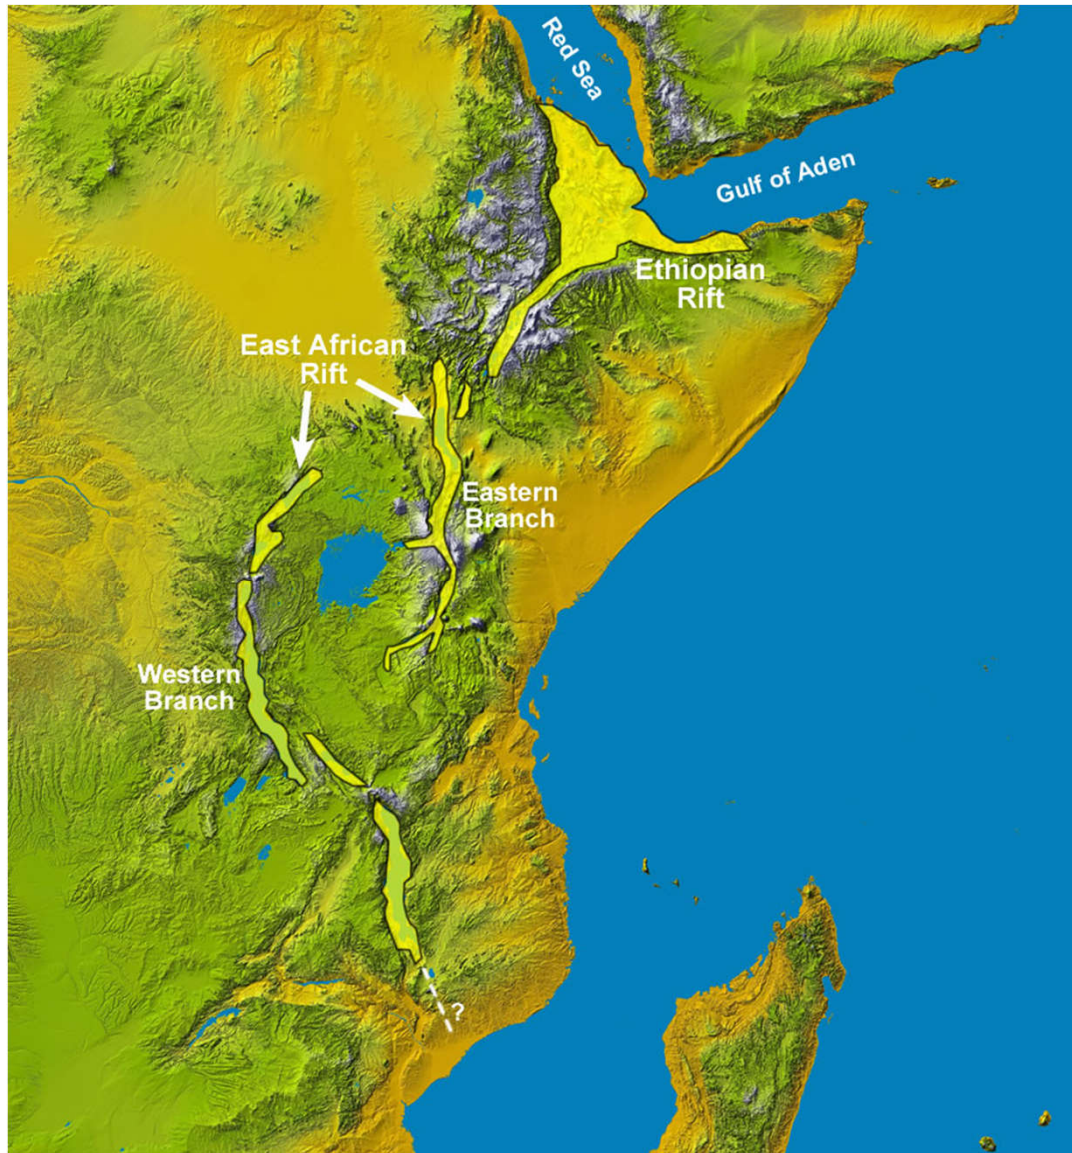 Red Sea
Gulf of Aden
Ethiopian
Rift
East African
Rift
Eastern
Branch
Western
Branch
?